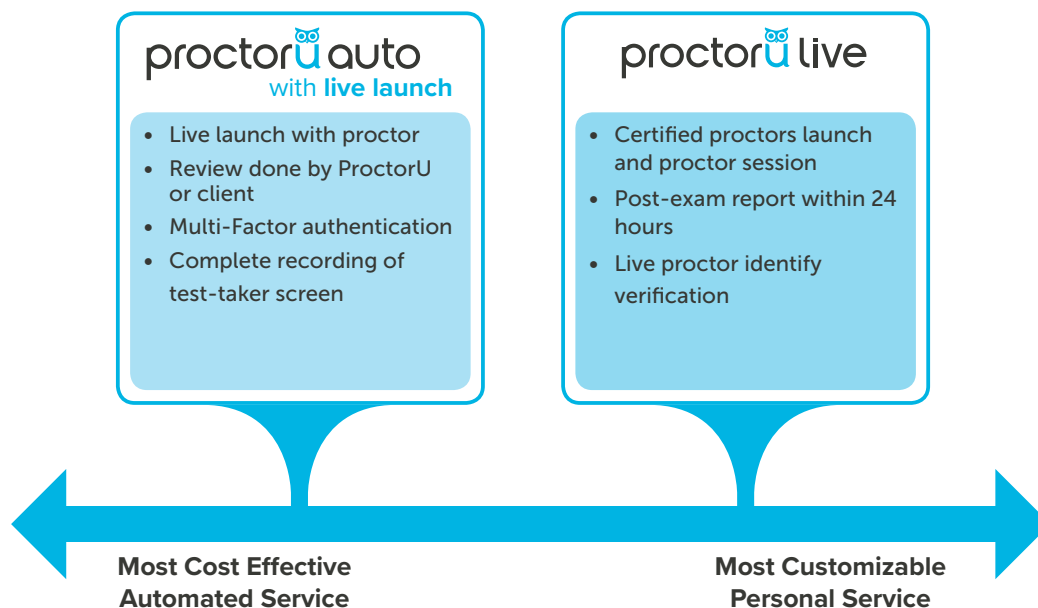 proctorü auto
with live launch
• Live launch with proctor
• Review done by ProctorU
or client
• Multi-Factor authentication
• Complete recording of
test-taker screen
proctorü live
• Certified proctors launch
and proctor session
• Post-exam report within 24
hours
• Live proctor identify
verification
Most Cost Effective
Automated Service
Most Customizable
Personal Service